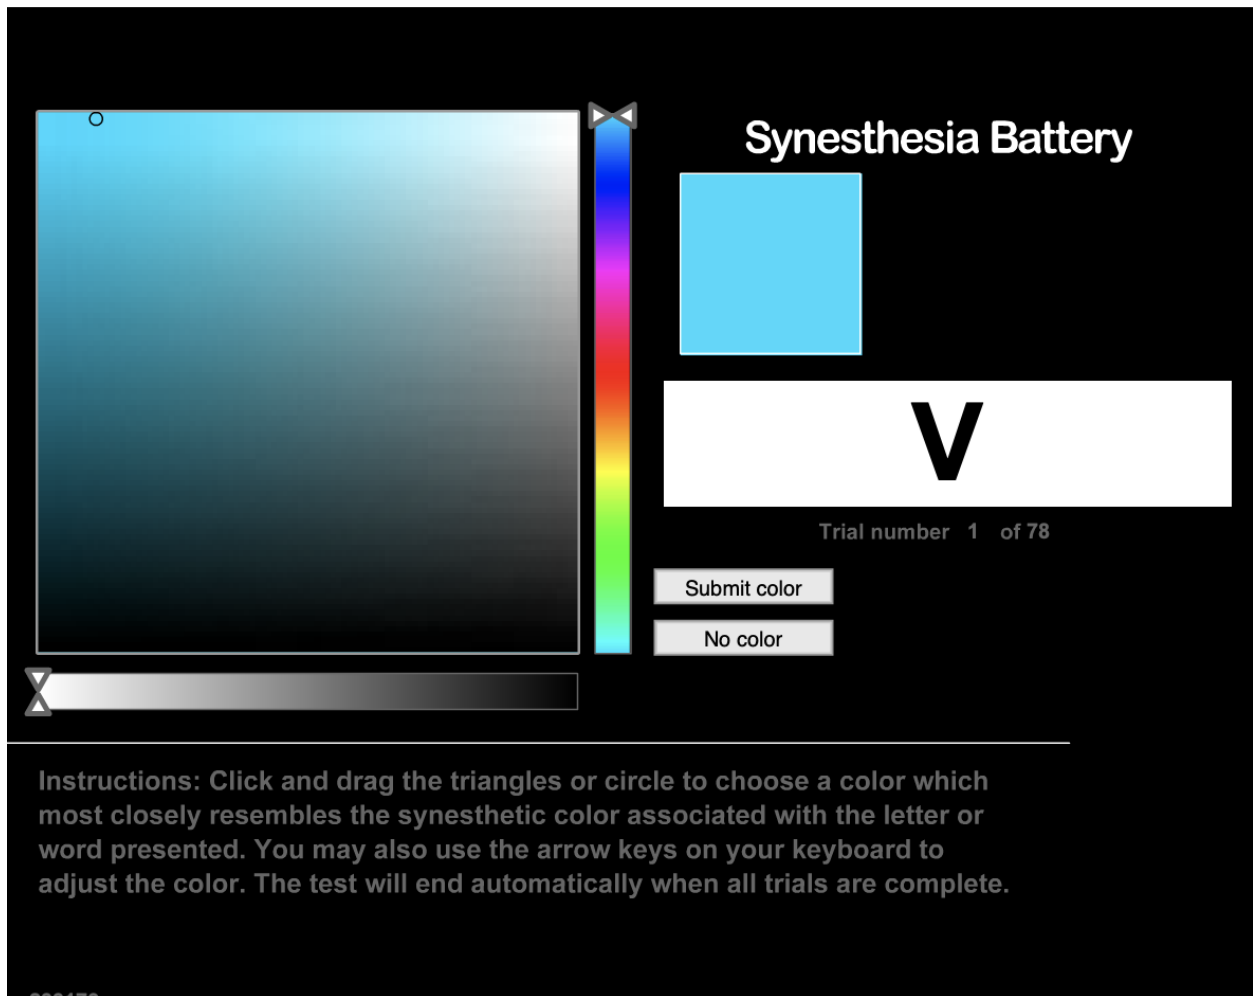 Synesthesia Battery
V
Trial number 1 of 78
Submit color
No color
Instructions: Click and drag the triangles or circle to choose a color which
most closely resembles the synesthetic color associated with the letter or
word presented. You may also use the arrow keys on your keyboard to
adjust the color. The test will end automatically when all trials are complete.